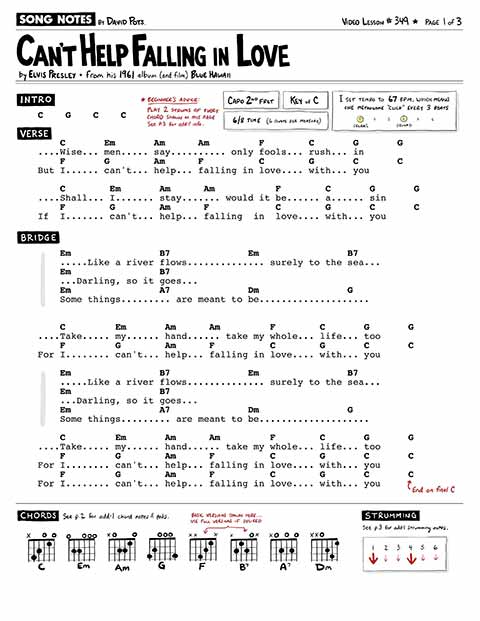 SONG NOTES BY DAVID POTS. VIDEO LESSON # 349 ★ PAGE 1 OF 3
CAN'T HELP FALLING IN LOVE
by ELVIS PRESLEY • FROM HIS 1961 ALBUM (and film) BLUE HAWAII
INTRO
C G C C
★ BEGINNER'S ADVICE:
PLAY 2 STRUMS OF EVERY
CHORD SHOWN ON THIS PAGE
SEE P.3 for add'l info.
CAPO 2ND FRET
KEY of C
6/8 TIME (6 COUNTS PER MEASURE)
I SET TEMPO TO 67 BPM, WHICH MEANS
ONE METRONOME "CLICK" EVERY 3 BEATS
VERSE
C Em Am Am F C G G
....Wise... men.... say.......... only fools... rush... in
F G Am F C G C C
But I...... can't... help... falling in love.... with... you
C Em Am Am F C G G
....Shall... I...... stay...... would it be...... a.... sin
F G Am F C G C C
If I...... can't... help... falling in love... with... you
BRIDGE
Em B7 Em B7
.....Like a river flows............. surely to the sea...
Em B7
...Darling, so it goes...
Em A7 Dm G
Some things......... are meant to be....................
C Em Am Am F C G G
....Take..... my...... hand...... take my whole... life... too
F G Am F C G C C
For I....... can't... help... falling in love... with... you
Em B7 Em B7
.....Like a river flows............. surely to the sea...
Em B7
...Darling, so it goes...
Em A7 Dm G
Some things......... are meant to be....................
C Em Am Am F C G G
....Take..... my...... hand...... take my whole... life... too
F G Am F C G C C
For I....... can't... help... falling in love... with... you
F G Am F C G C C
For I....... can't... help... falling in love... with... you
End on final C
CHORDS See p.2 for add'l chord notes & tabs.
BASIC VERSIONS SHOWN HERE...
USE FULL VERSIONS IF DESIRED
C Em Am G F B7 A7 Dm
STRUMMING
See p.3 for add'l strumming notes.
1 2 3 4 5 6